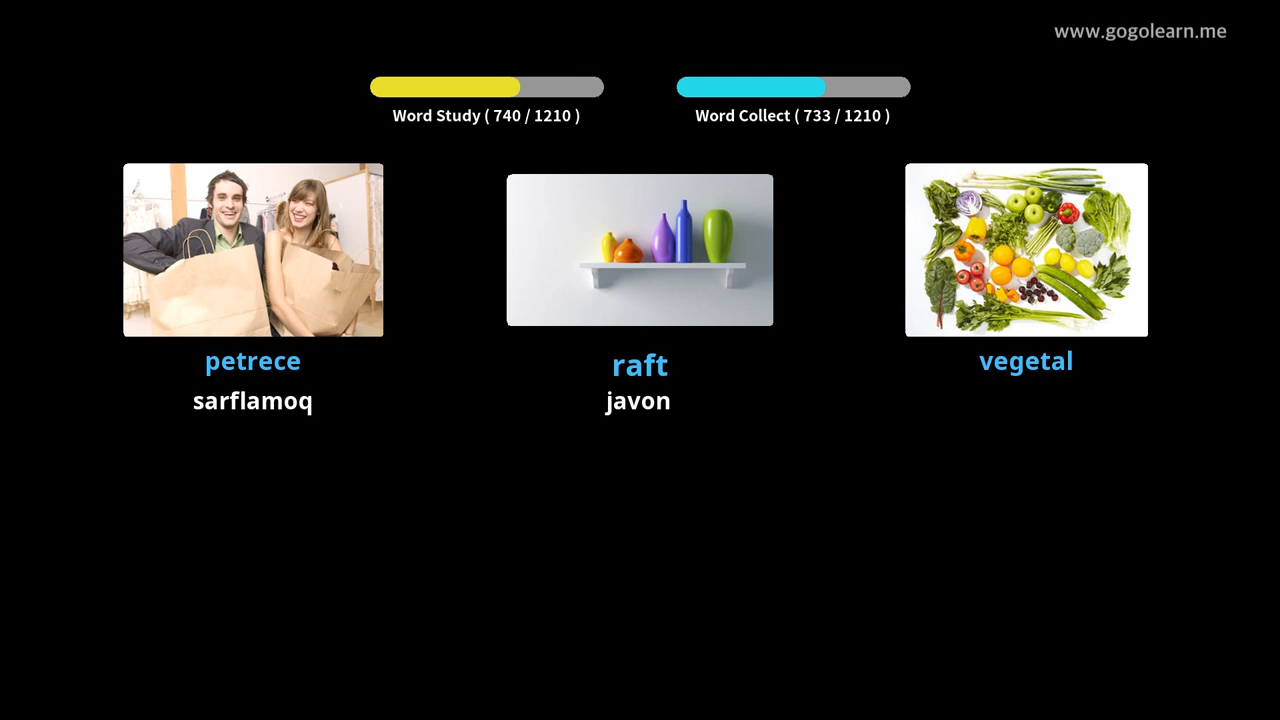 www.gogolearn.me
Word Study ( 740 / 1210 )
Word Collect ( 733 / 1210 )
petrece
raft
vegetal
sarflamoq
javon